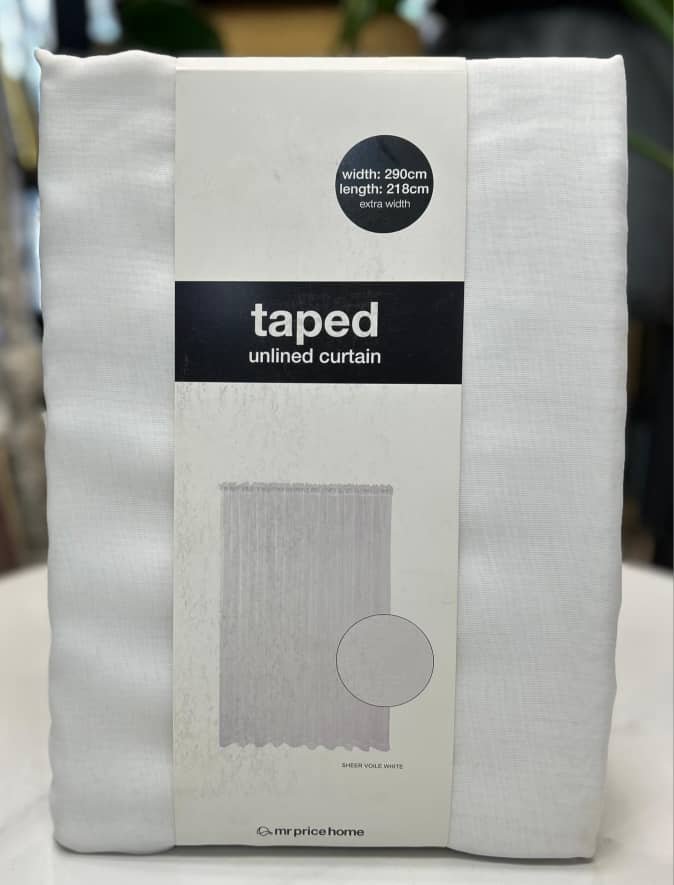 width: 290cm
length: 218cm
extra width
taped
unlined curtain
SHEER VOILE WHITE
mr price home